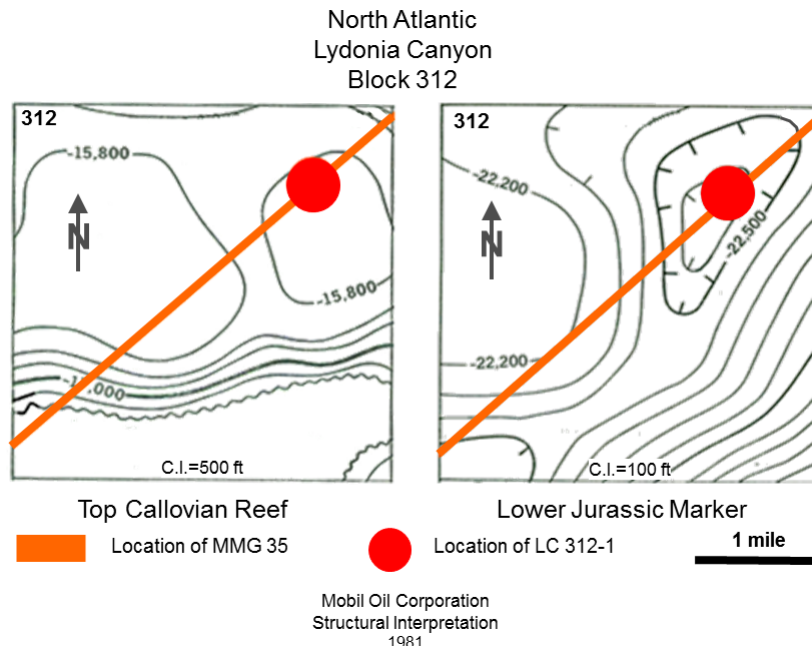 North Atlantic
Lydonia Canyon
Block 312
312
-15,800
N
-15,800
C.I.=500 ft
312
-22,200
N
-22,500
-22,200
C.I.=100 ft
Top Callovian Reef
Lower Jurassic Marker
Location of MMG 35
Location of LC 312-1
1 mile
Mobil Oil Corporation
Structural Interpretation
1981